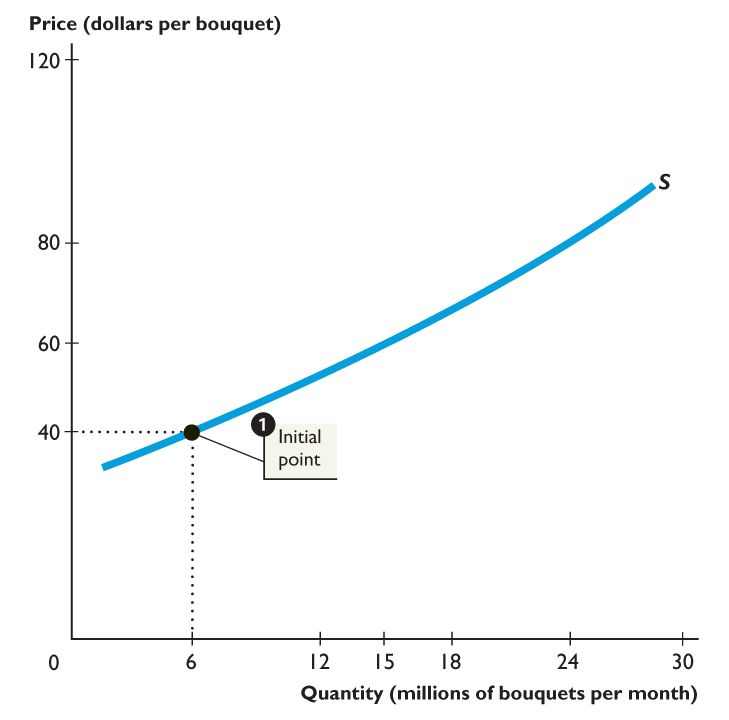 Price (dollars per bouquet)
120
S
80
60
40
1
Initial
point
0 6 12 15 18 24 30
Quantity (millions of bouquets per month)